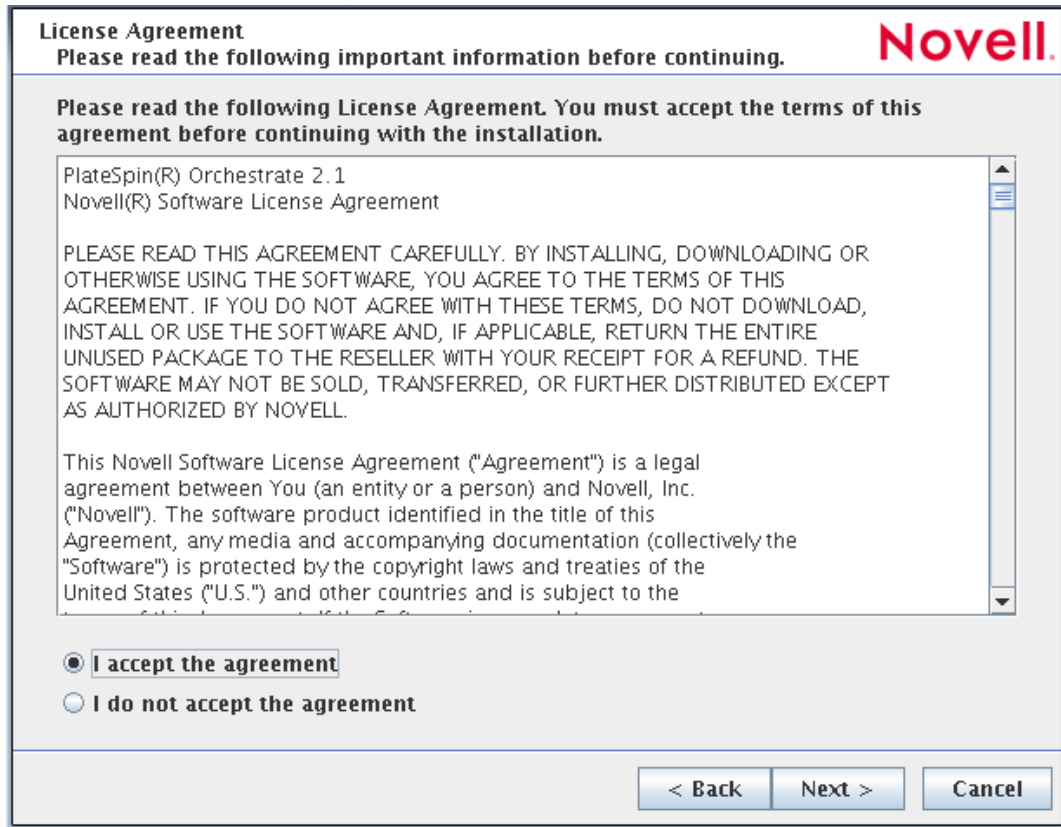 License Agreement
Please read the following important information before continuing.
Novell.
Please read the following License Agreement. You must accept the terms of this
agreement before continuing with the installation.
PlateSpin(R) Orchestrate 2.1
Novell(R) Software License Agreement
PLEASE READ THIS AGREEMENT CAREFULLY. BY INSTALLING, DOWNLOADING OR
OTHERWISE USING THE SOFTWARE, YOU AGREE TO THE TERMS OF THIS
AGREEMENT. IF YOU DO NOT AGREE WITH THESE TERMS, DO NOT DOWNLOAD,
INSTALL OR USE THE SOFTWARE AND, IF APPLICABLE, RETURN THE ENTIRE
UNUSED PACKAGE TO THE RESELLER WITH YOUR RECEIPT FOR A REFUND. THE
SOFTWARE MAY NOT BE SOLD, TRANSFERRED, OR FURTHER DISTRIBUTED EXCEPT
AS AUTHORIZED BY NOVELL.
This Novell Software License Agreement ("Agreement") is a legal
agreement between You (an entity or a person) and Novell, Inc.
("Novell"). The software product identified in the title of this
Agreement, any media and accompanying documentation (collectively the
"Software") is protected by the copyright laws and treaties of the
United States ("U.S.") and other countries and is subject to the
I accept the agreement
I do not accept the agreement
< Back
Next >
Cancel